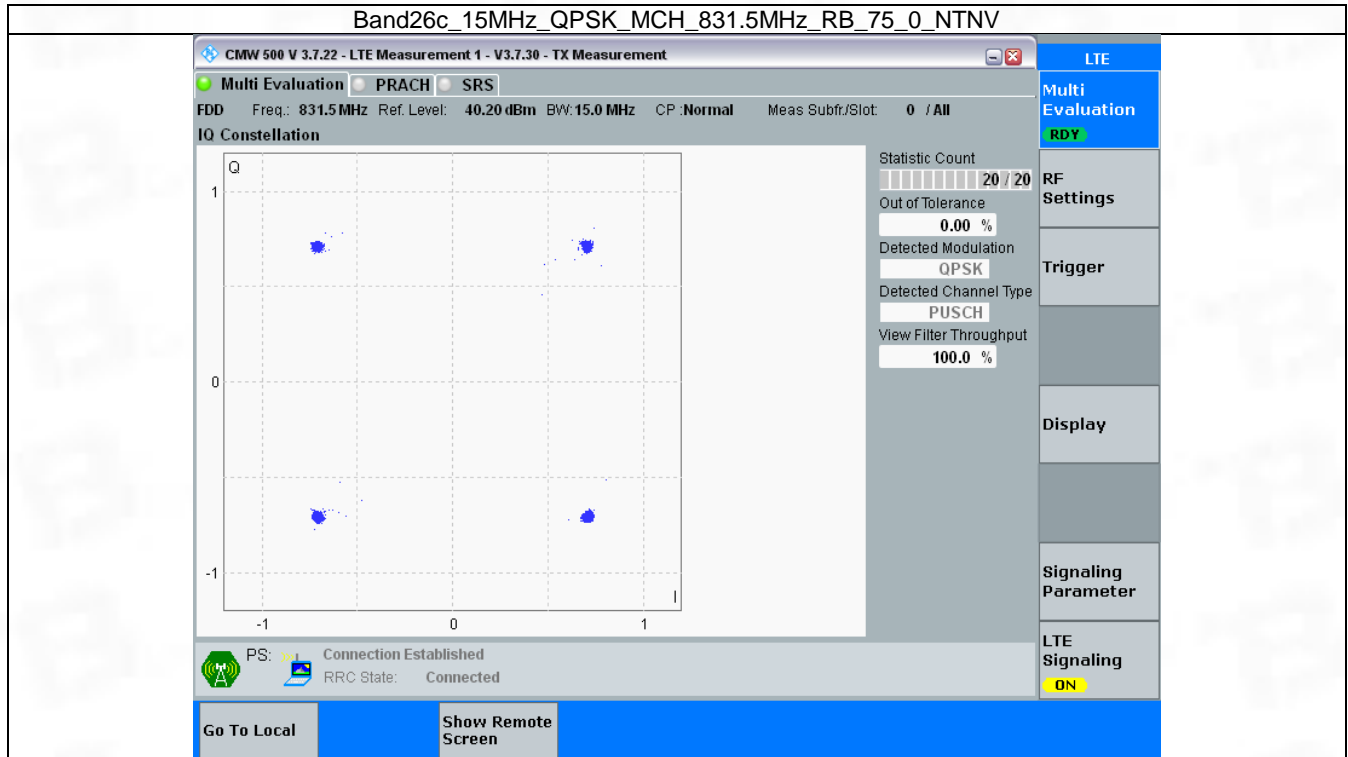 Band26c_15MHz_QPSK_MCH_831.5MHz_RB_75_0_NTNV
CMW 500 V 3.7.22 - LTE Measurement 1 - V3.7.30 - TX Measurement
LTE
Multi Evaluation PRACH SRS
Multi
Evaluation
RDY
FDD Freq.: 831.5 MHz Ref. Level: 40.20 dBm BW: 15.0 MHz CP : Normal Meas Subfr./Slot: 0 / All
IQ Constellation
Q
1
0
-1
-1 0 1
I
Statistic Count
20 / 20
Out of Tolerance
0.00 %
Detected Modulation
QPSK
Detected Channel Type
PUSCH
View Filter Throughput
100.0 %
RF
Settings
Trigger
Display
Signaling
Parameter
LTE
Signaling
ON
PS: Connection Established
RRC State: Connected
Go To Local
Show Remote
Screen